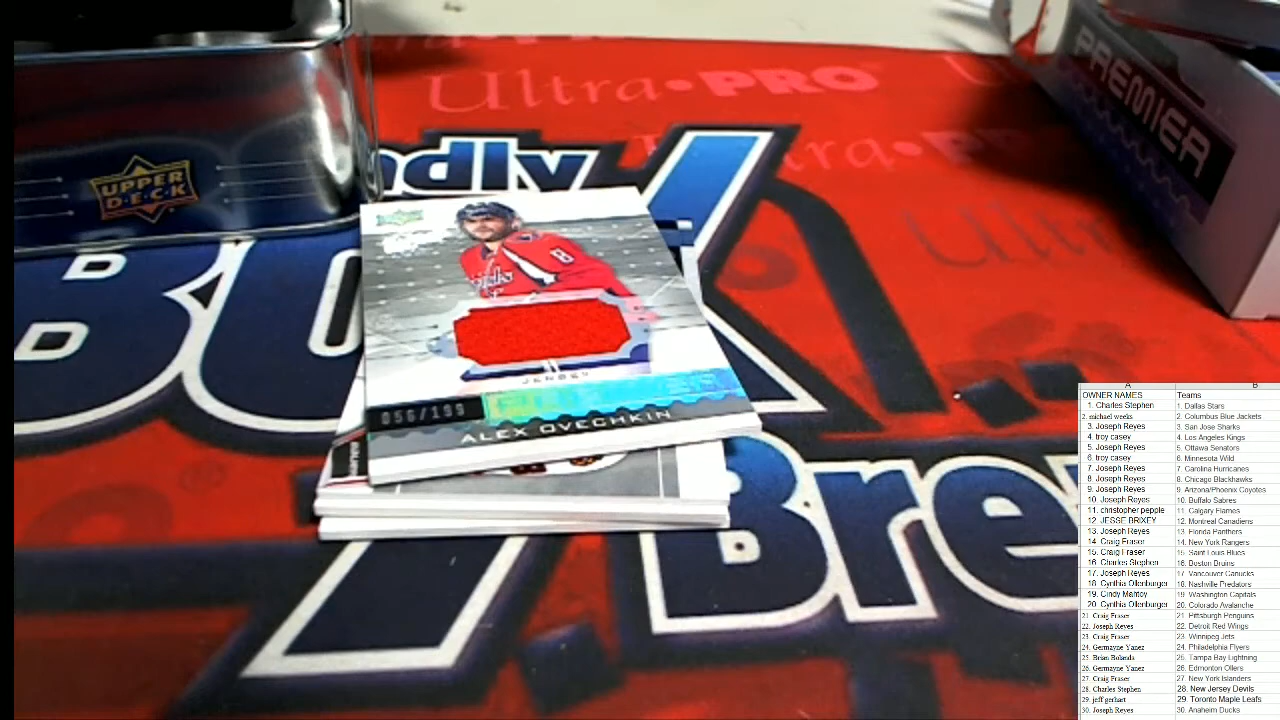 Ultra•PRO
PREMIER
UPPER
DECK
ndly
8
JERSEY
056/199
ALEX OVECHKIN
Bre
A B
OWNER NAMES Teams
1. Charles Stephen 1. Dallas Stars
2. michael weeks 2. Columbus Blue Jackets
3. Joseph Reyes 3. San Jose Sharks
4. troy casey 4. Los Angeles Kings
5. Joseph Reyes 5. Ottawa Senators
6. troy casey 6. Minnesota Wild
7. Joseph Reyes 7. Carolina Hurricanes
8. Joseph Reyes 8. Chicago Blackhawks
9. Joseph Reyes 9. Arizona/Phoenix Coyotes
10. Joseph Reyes 10. Buffalo Sabres
11. christopher pepple 11. Calgary Flames
12. JESSE BRIXEY 12. Montreal Canadiens
13. Joseph Reyes 13. Florida Panthers
14. Craig Fraser 14. New York Rangers
15. Craig Fraser 15. Saint Louis Blues
16. Charles Stephen 16. Boston Bruins
17. Joseph Reyes 17. Vancouver Canucks
18. Cynthia Ollenburger 18. Nashville Predators
19. Cindy Mahtoy 19. Washington Capitals
20. Cynthia Ollenburger 20. Colorado Avalanche
21. Craig Fraser 21. Pittsburgh Penguins
22. Joseph Reyes 22. Detroit Red Wings
23. Craig Fraser 23. Winnipeg Jets
24. Germayne Yanez 24. Philadelphia Flyers
25. Brian Bolanda 25. Tampa Bay Lightning
26. Germayne Yanez 26. Edmonton Oilers
27. Craig Fraser 27. New York Islanders
28. Charles Stephen 28. New Jersey Devils
29. jeff gerhart 29. Toronto Maple Leafs
30. Joseph Reyes 30. Anaheim Ducks